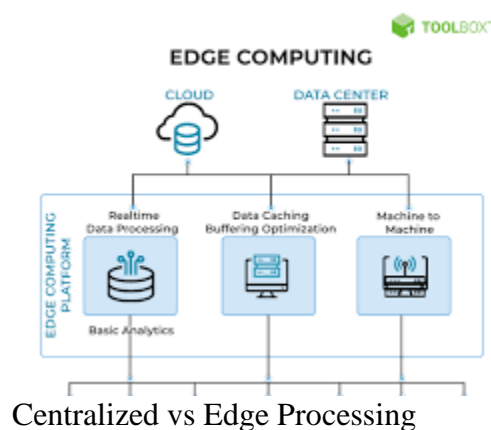 TOOLBOX
EDGE COMPUTING
CLOUD
DATA CENTER
EDGE COMPUTING
PLATFORM
Realtime
Data Processing
Data Caching
Buffering Optimization
Machine to
Machine
Basic Analytics
Centralized vs Edge Processing